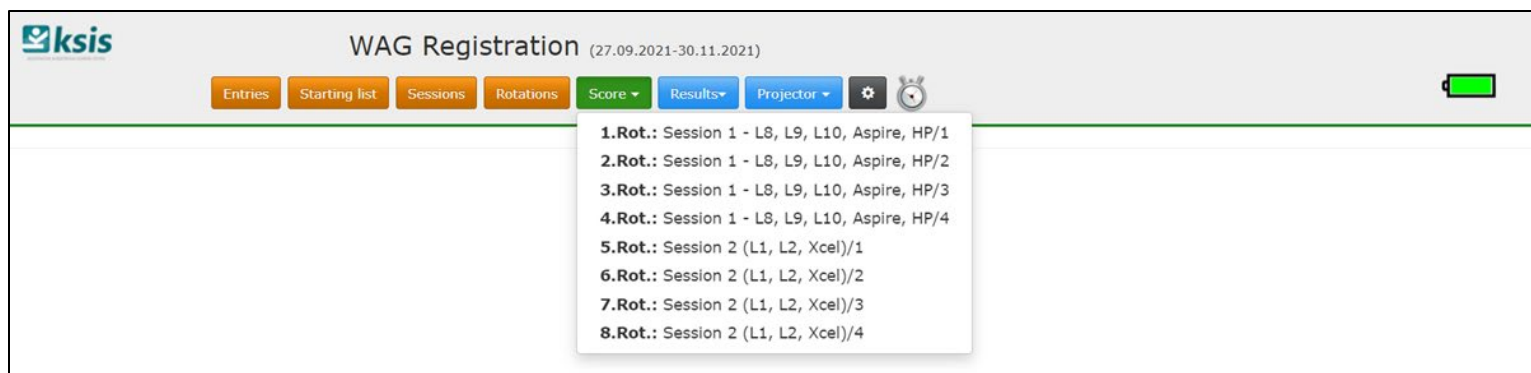 ksis
WAG Registration (27.09.2021-30.11.2021)
Entries Starting list Sessions Rotations Score Results Projector
1.Rot.: Session 1 - L8, L9, L10, Aspire, HP/1
2.Rot.: Session 1 - L8, L9, L10, Aspire, HP/2
3.Rot.: Session 1 - L8, L9, L10, Aspire, HP/3
4.Rot.: Session 1 - L8, L9, L10, Aspire, HP/4
5.Rot.: Session 2 (L1, L2, Xcel)/1
6.Rot.: Session 2 (L1, L2, Xcel)/2
7.Rot.: Session 2 (L1, L2, Xcel)/3
8.Rot.: Session 2 (L1, L2, Xcel)/4